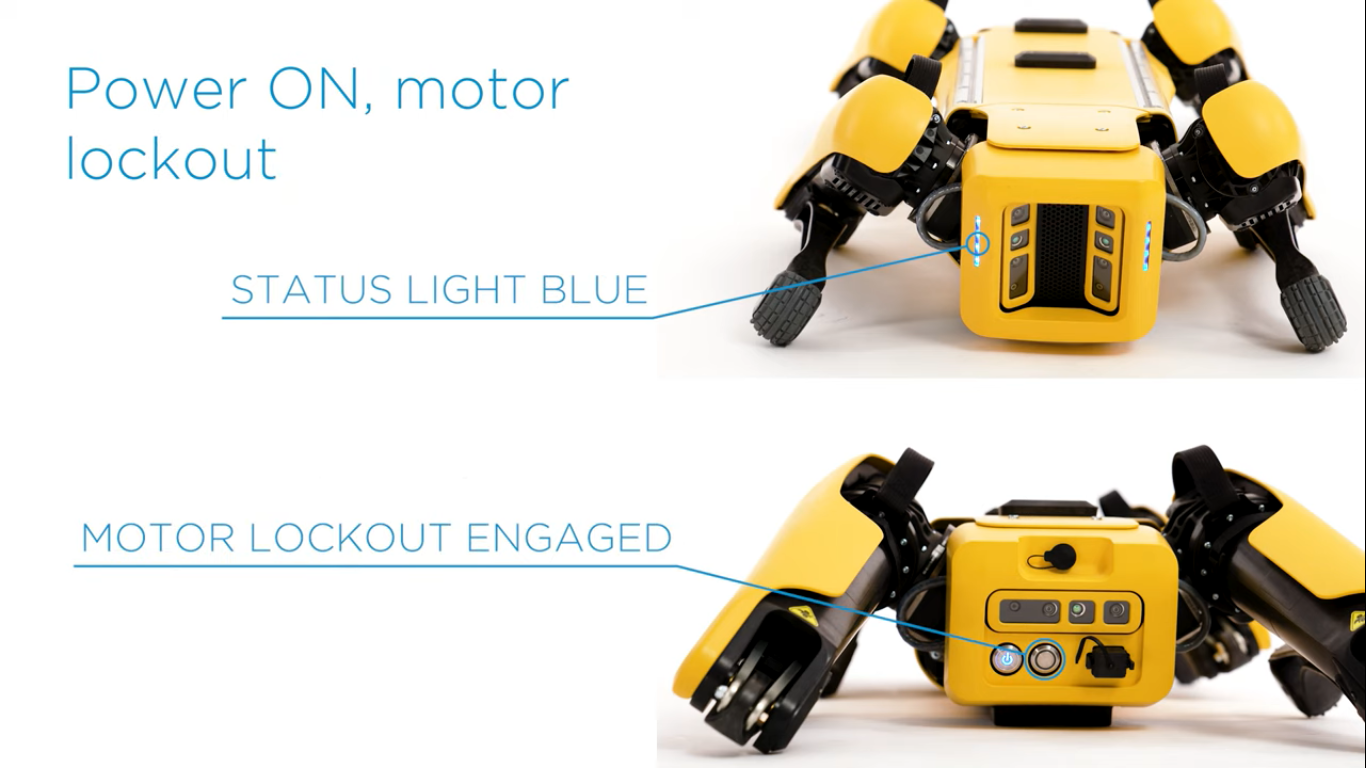 Power ON, motor
lockout
STATUS LIGHT BLUE
MOTOR LOCKOUT ENGAGED